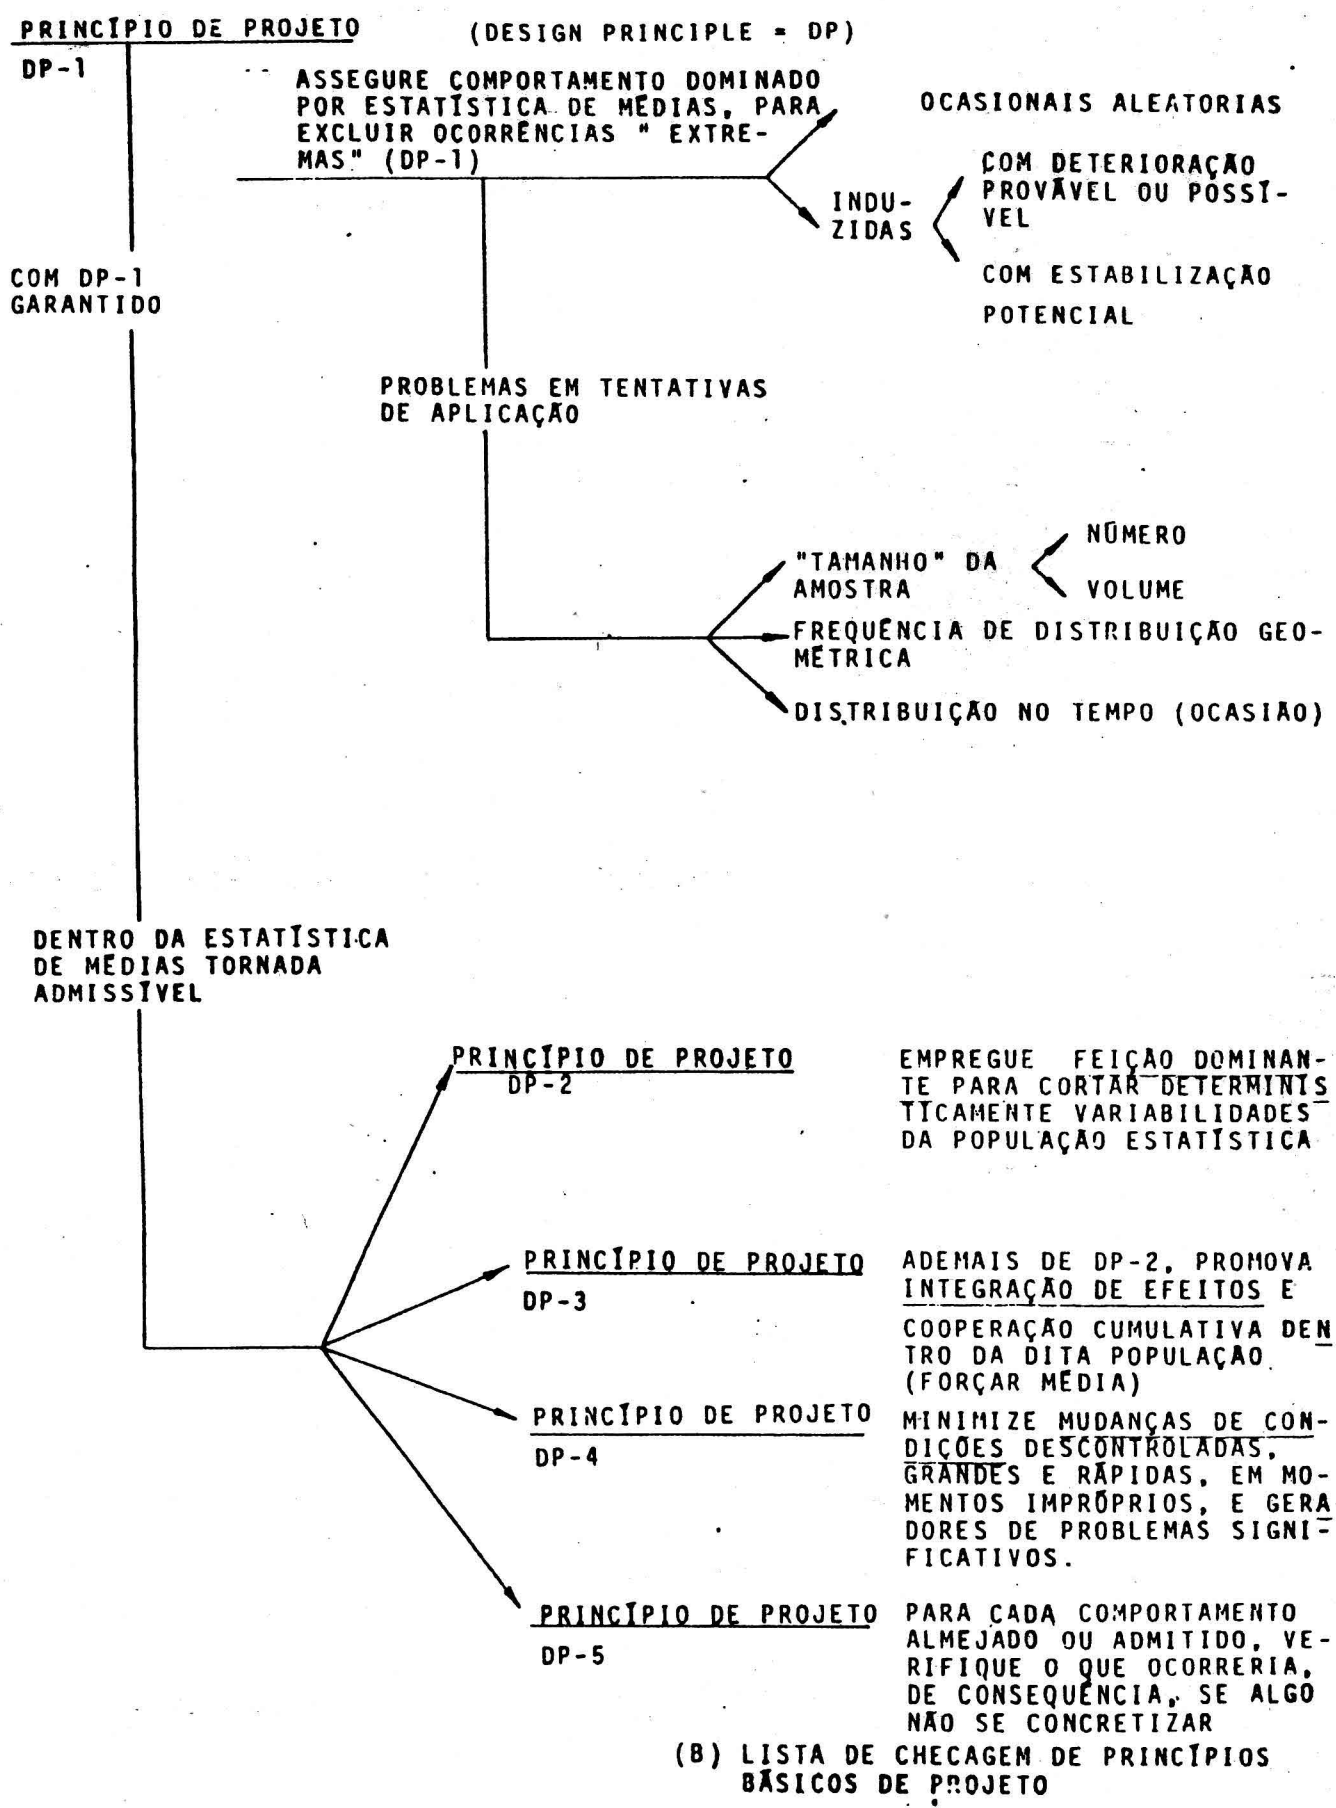 PRINCÍPIO DE PROJETO (DESIGN PRINCIPLE = DP)
DP-1
ASSEGURE COMPORTAMENTO DOMINADO
POR ESTATÍSTICA DE MÉDIAS, PARA
EXCLUIR OCORRÊNCIAS " EXTRE-
MAS" (DP-1)
OCASIONAIS ALEATORIAS
INDU-
ZIDAS
COM DETERIORAÇÃO
PROVÁVEL OU POSSÍ-
VEL
COM ESTABILIZAÇÃO
POTENCIAL
COM DP-1
GARANTIDO
PROBLEMAS EM TENTATIVAS
DE APLICAÇÃO
"TAMANHO" DA
AMOSTRA
NÚMERO
VOLUME
FREQUÊNCIA DE DISTRIBUIÇÃO GEO-
MÉTRICA
DISTRIBUIÇÃO NO TEMPO (OCASIÃO)
DENTRO DA ESTATÍSTICA
DE MÉDIAS TORNADA
ADMISSÍVEL
PRINCÍPIO DE PROJETO
DP-2
EMPREGUE FEIÇÃO DOMINAN-
TE PARA CORTAR DETERMINIS
TICAMENTE VARIABILIDADES
DA POPULAÇÃO ESTATÍSTICA
PRINCÍPIO DE PROJETO
DP-3
ADEMAIS DE DP-2, PROMOVA
INTEGRAÇÃO DE EFEITOS E
COOPERAÇÃO CUMULATIVA DEN
TRO DA DITA POPULAÇÃO
(FORÇAR MÉDIA)
PRINCÍPIO DE PROJETO
DP-4
MINIMIZE MUDANÇAS DE CON-
DIÇÕES DESCONTROLADAS,
GRANDES E RÁPIDAS, EM MO-
MENTOS IMPRÓPRIOS, E GERA
DORES DE PROBLEMAS SIGNI-
FICATIVOS.
PRINCÍPIO DE PROJETO
DP-5
PARA CADA COMPORTAMENTO
ALMEJADO OU ADMITIDO, VE-
RIFIQUE O QUE OCORRERIA,
DE CONSEQUÊNCIA, SE ALGO
NÃO SE CONCRETIZAR
(B) LISTA DE CHECAGEM DE PRINCÍPIOS
BÁSICOS DE PROJETO